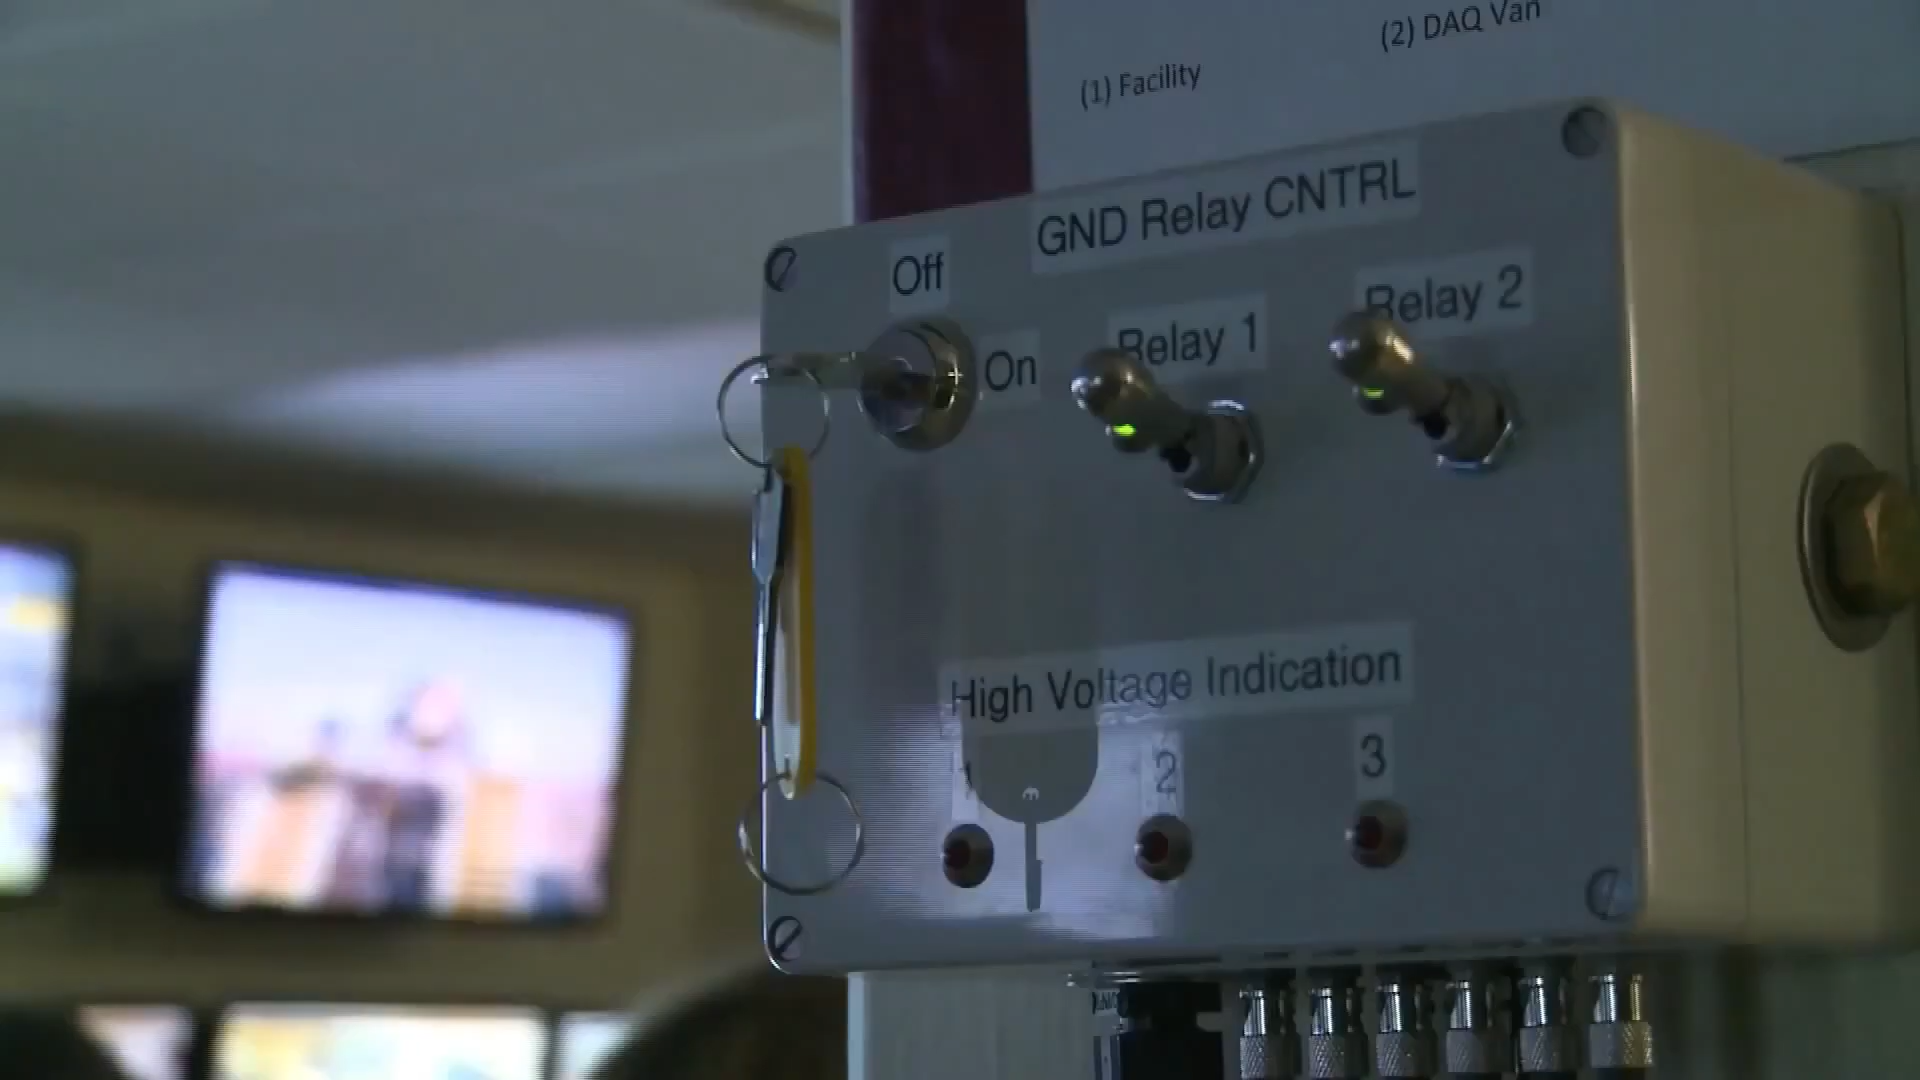 (2) DAQ Van
(1) Facility
GND Relay CNTRL
Off
On
Relay 1
Relay 2
High Voltage Indication
1
2
3